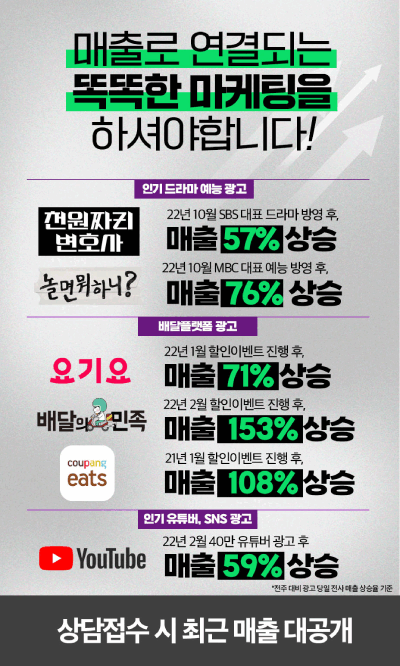 매출로 연결되는
똑똑한 마케팅을
하셔야합니다!
인기 드라마 예능 광고
천원짜리
변호사
22년 10월 SBS 대표 드라마 방영 후,
매출 57% 상승
놀면뭐하니?
22년 10월 MBC 대표 예능 방영 후,
매출 76% 상승
배달플랫폼 광고
요기요
22년 1월 할인이벤트 진행 후,
매출 71% 상승
배달의민족
22년 2월 할인이벤트 진행 후,
매출 153% 상승
coupang
eats
21년 1월 할인이벤트 진행 후,
매출 108% 상승
인기 유튜버, SNS 광고
YouTube
22년 2월 40만 유튜버 광고 후
매출 59% 상승
*전주 대비 광고 당일 전사 매출 상승율 기준
상담접수 시 최근 매출 대공개